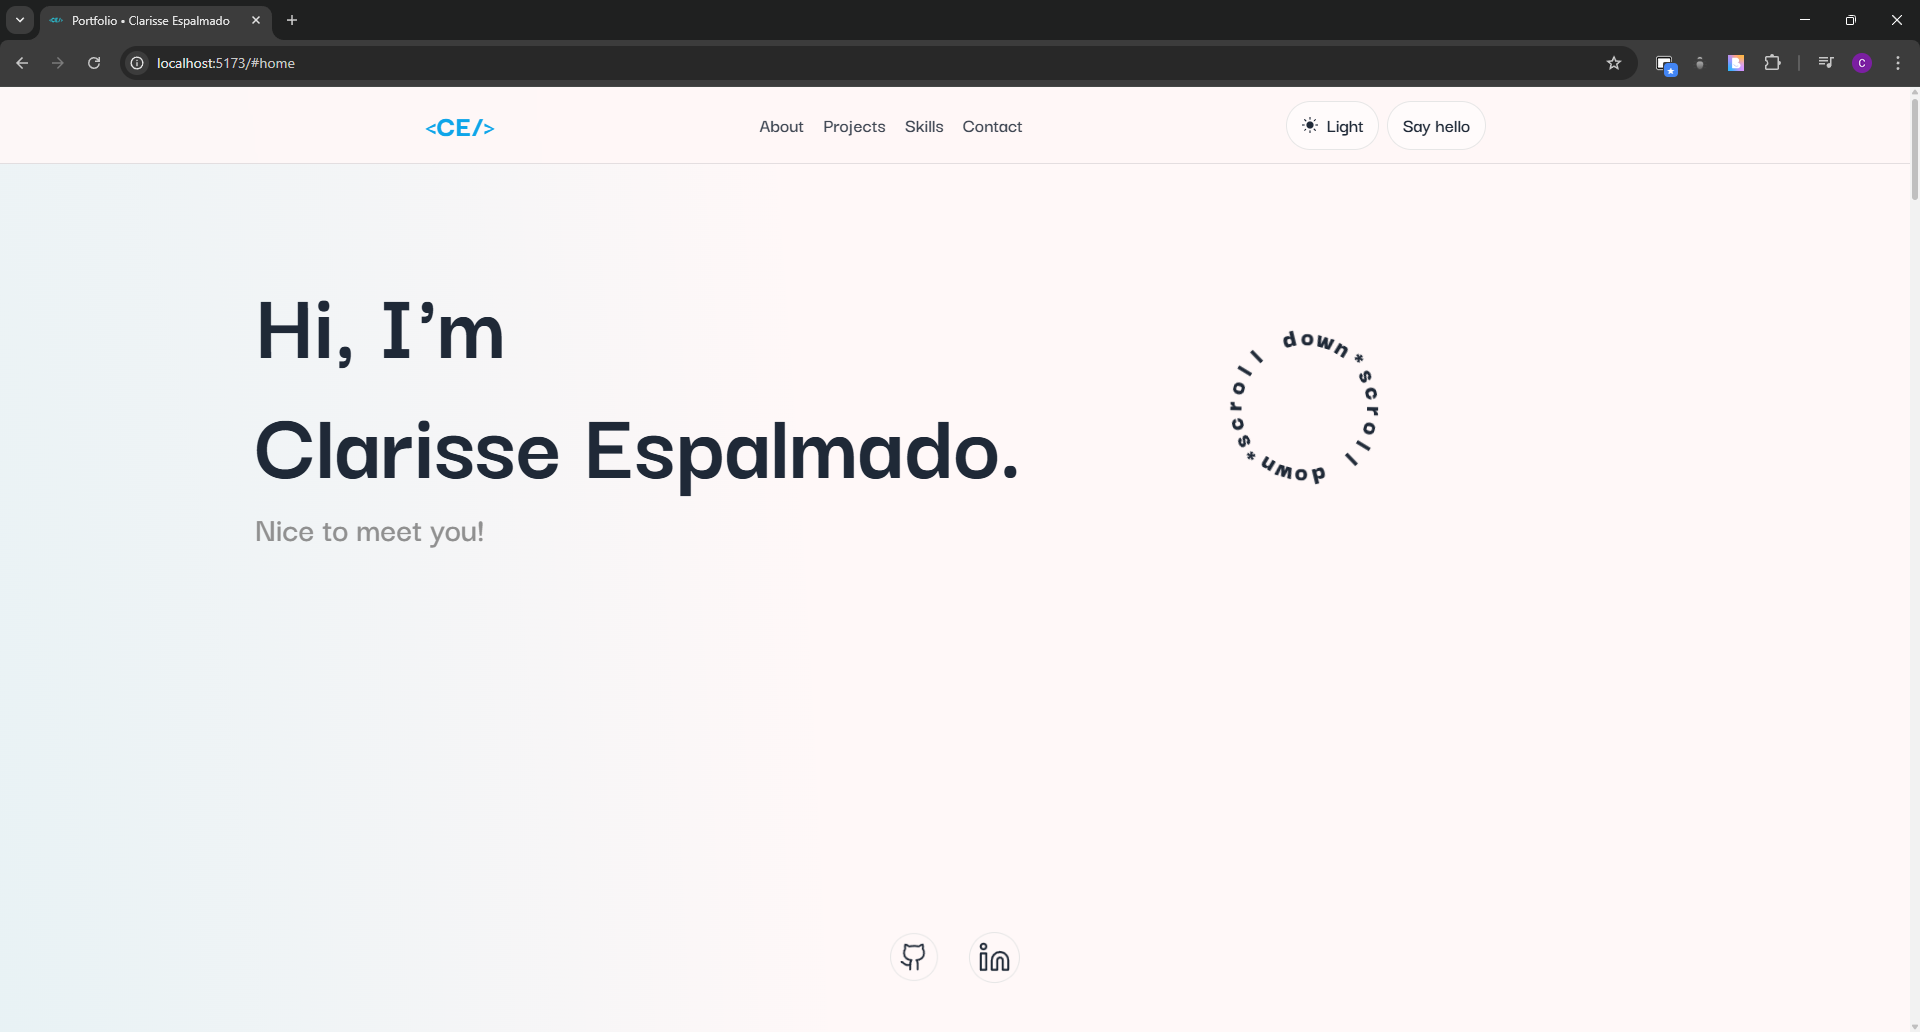 Portfolio • Clarisse Espalmado
localhost:5173/#home
C
<CE/>
About
Projects
Skills
Contact
Light
Say hello
Hi, I’m
Clarisse Espalmado.
Nice to meet you!
scroll down*scroll down*
in